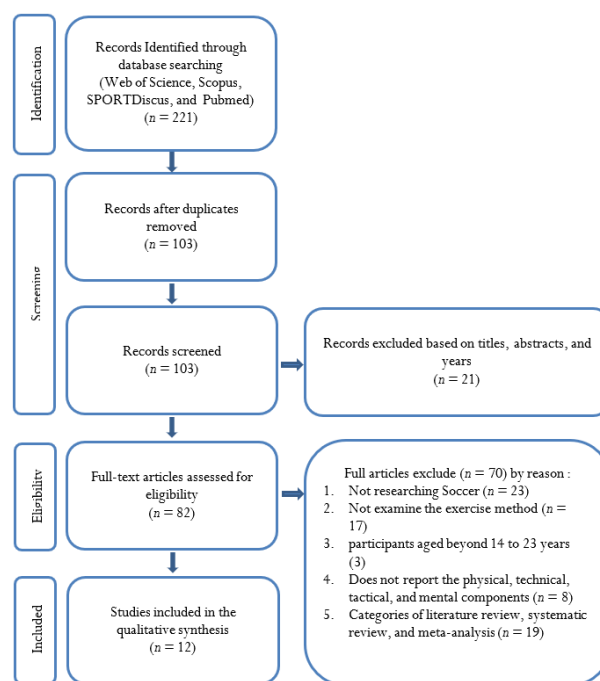 Identification
Records Identified through
database searching
(Web of Science, Scopus,
SPORTDiscus, and Pubmed)
(n = 221)
Screening
Records after duplicates
removed
(n = 103)
Records screened
(n = 103)
Records excluded based on titles, abstracts, and
years
(n = 21)
Eligibility
Full-text articles assessed for
eligibility
(n = 82)
Full articles exclude (n = 70) by reason :
1. Not researching Soccer (n = 23)
2. Not examine the exercise method (n =
17)
3. participants aged beyond 14 to 23 years
(3)
4. Does not report the physical, technical,
tactical, and mental components (n = 8)
5. Categories of literature review, systematic
review, and meta-analysis (n = 19)
Included
Studies included in the
qualitative synthesis
(n = 12)